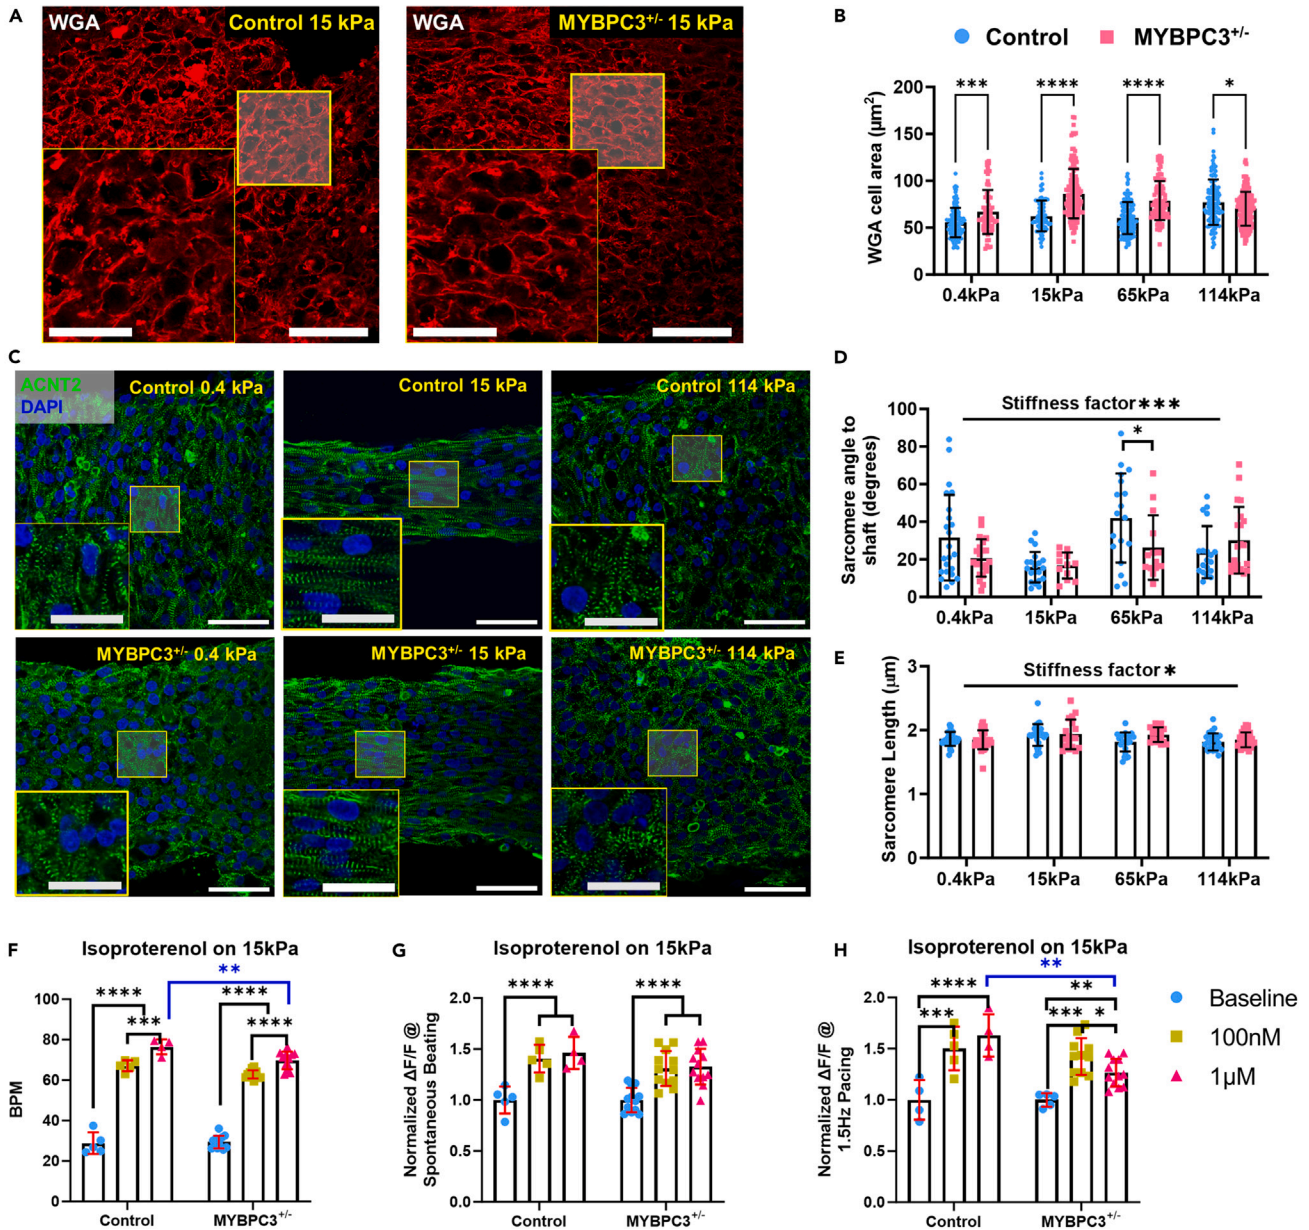 A
WGA
Control 15 kPa
WGA
MYBPC3+/- 15 kPa
B
Control
MYBPC3+/-
WGA cell area (µm2)
200
150
100
50
0
***
****
****
*
0.4kPa
15kPa
65kPa
114kPa
C
ACNT2
DAPI
Control 0.4 kPa
Control 15 kPa
Control 114 kPa
MYBPC3+/- 0.4 kPa
MYBPC3+/- 15 kPa
MYBPC3+/- 114 kPa
D
Sarcomere angle to
shaft (degrees)
100
80
60
40
20
0
Stiffness factor***
*
0.4kPa
15kPa
65kPa
114kPa
E
Sarcomere Length (µm)
3
2
1
0
Stiffness factor*
0.4kPa
15kPa
65kPa
114kPa
F
Isoproterenol on 15kPa
BPM
100
80
60
40
20
0
**
****
***
****
****
Control
MYBPC3+/-
G
Isoproterenol on 15kPa
Normalized ΔF/F @
Spontaneous Beating
2.0
1.5
1.0
0.5
0.0
****
****
Control
MYBPC3+/-
H
Isoproterenol on 15kPa
Normalized ΔF/F @
1.5Hz Pacing
2.0
1.5
1.0
0.5
0.0
**
****
***
**
***
*
Control
MYBPC3+/-
Baseline
100nM
1µM